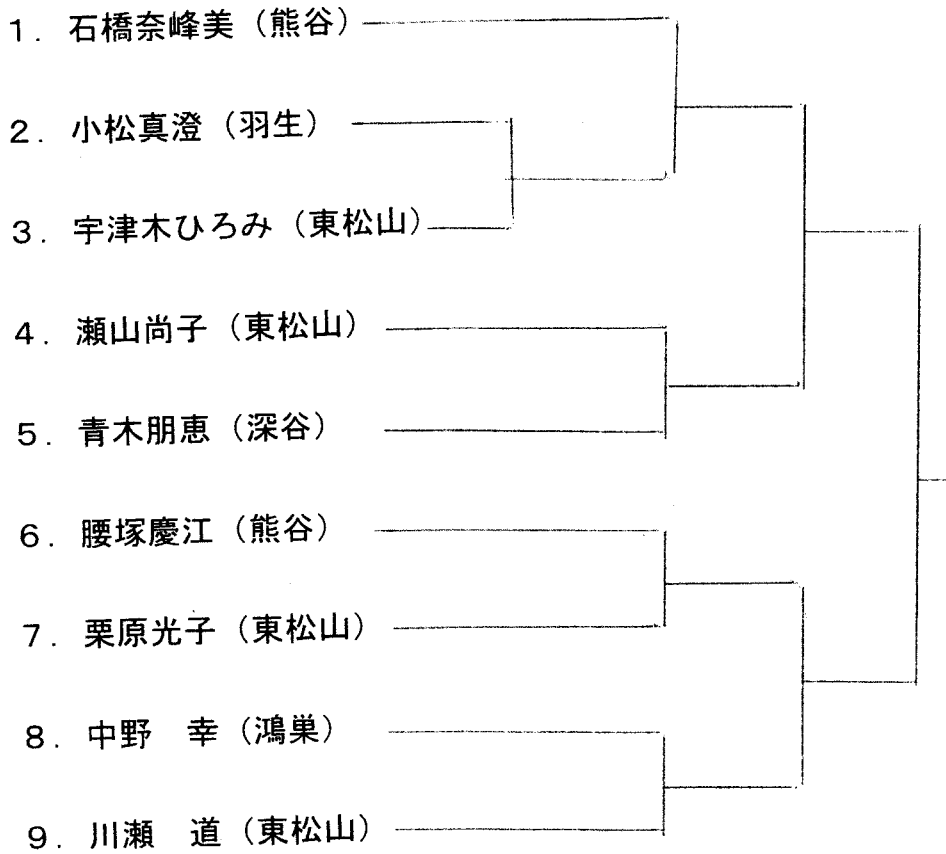 1. 石橋奈峰美（熊谷）
2. 小松真澄（羽生）
3. 宇津木ひろみ（東松山）
4. 瀬山尚子（東松山）
5. 青木朋恵（深谷）
6. 腰塚慶江（熊谷）
7. 栗原光子（東松山）
8. 中野　幸（鴻巣）
9. 川瀬　道（東松山）